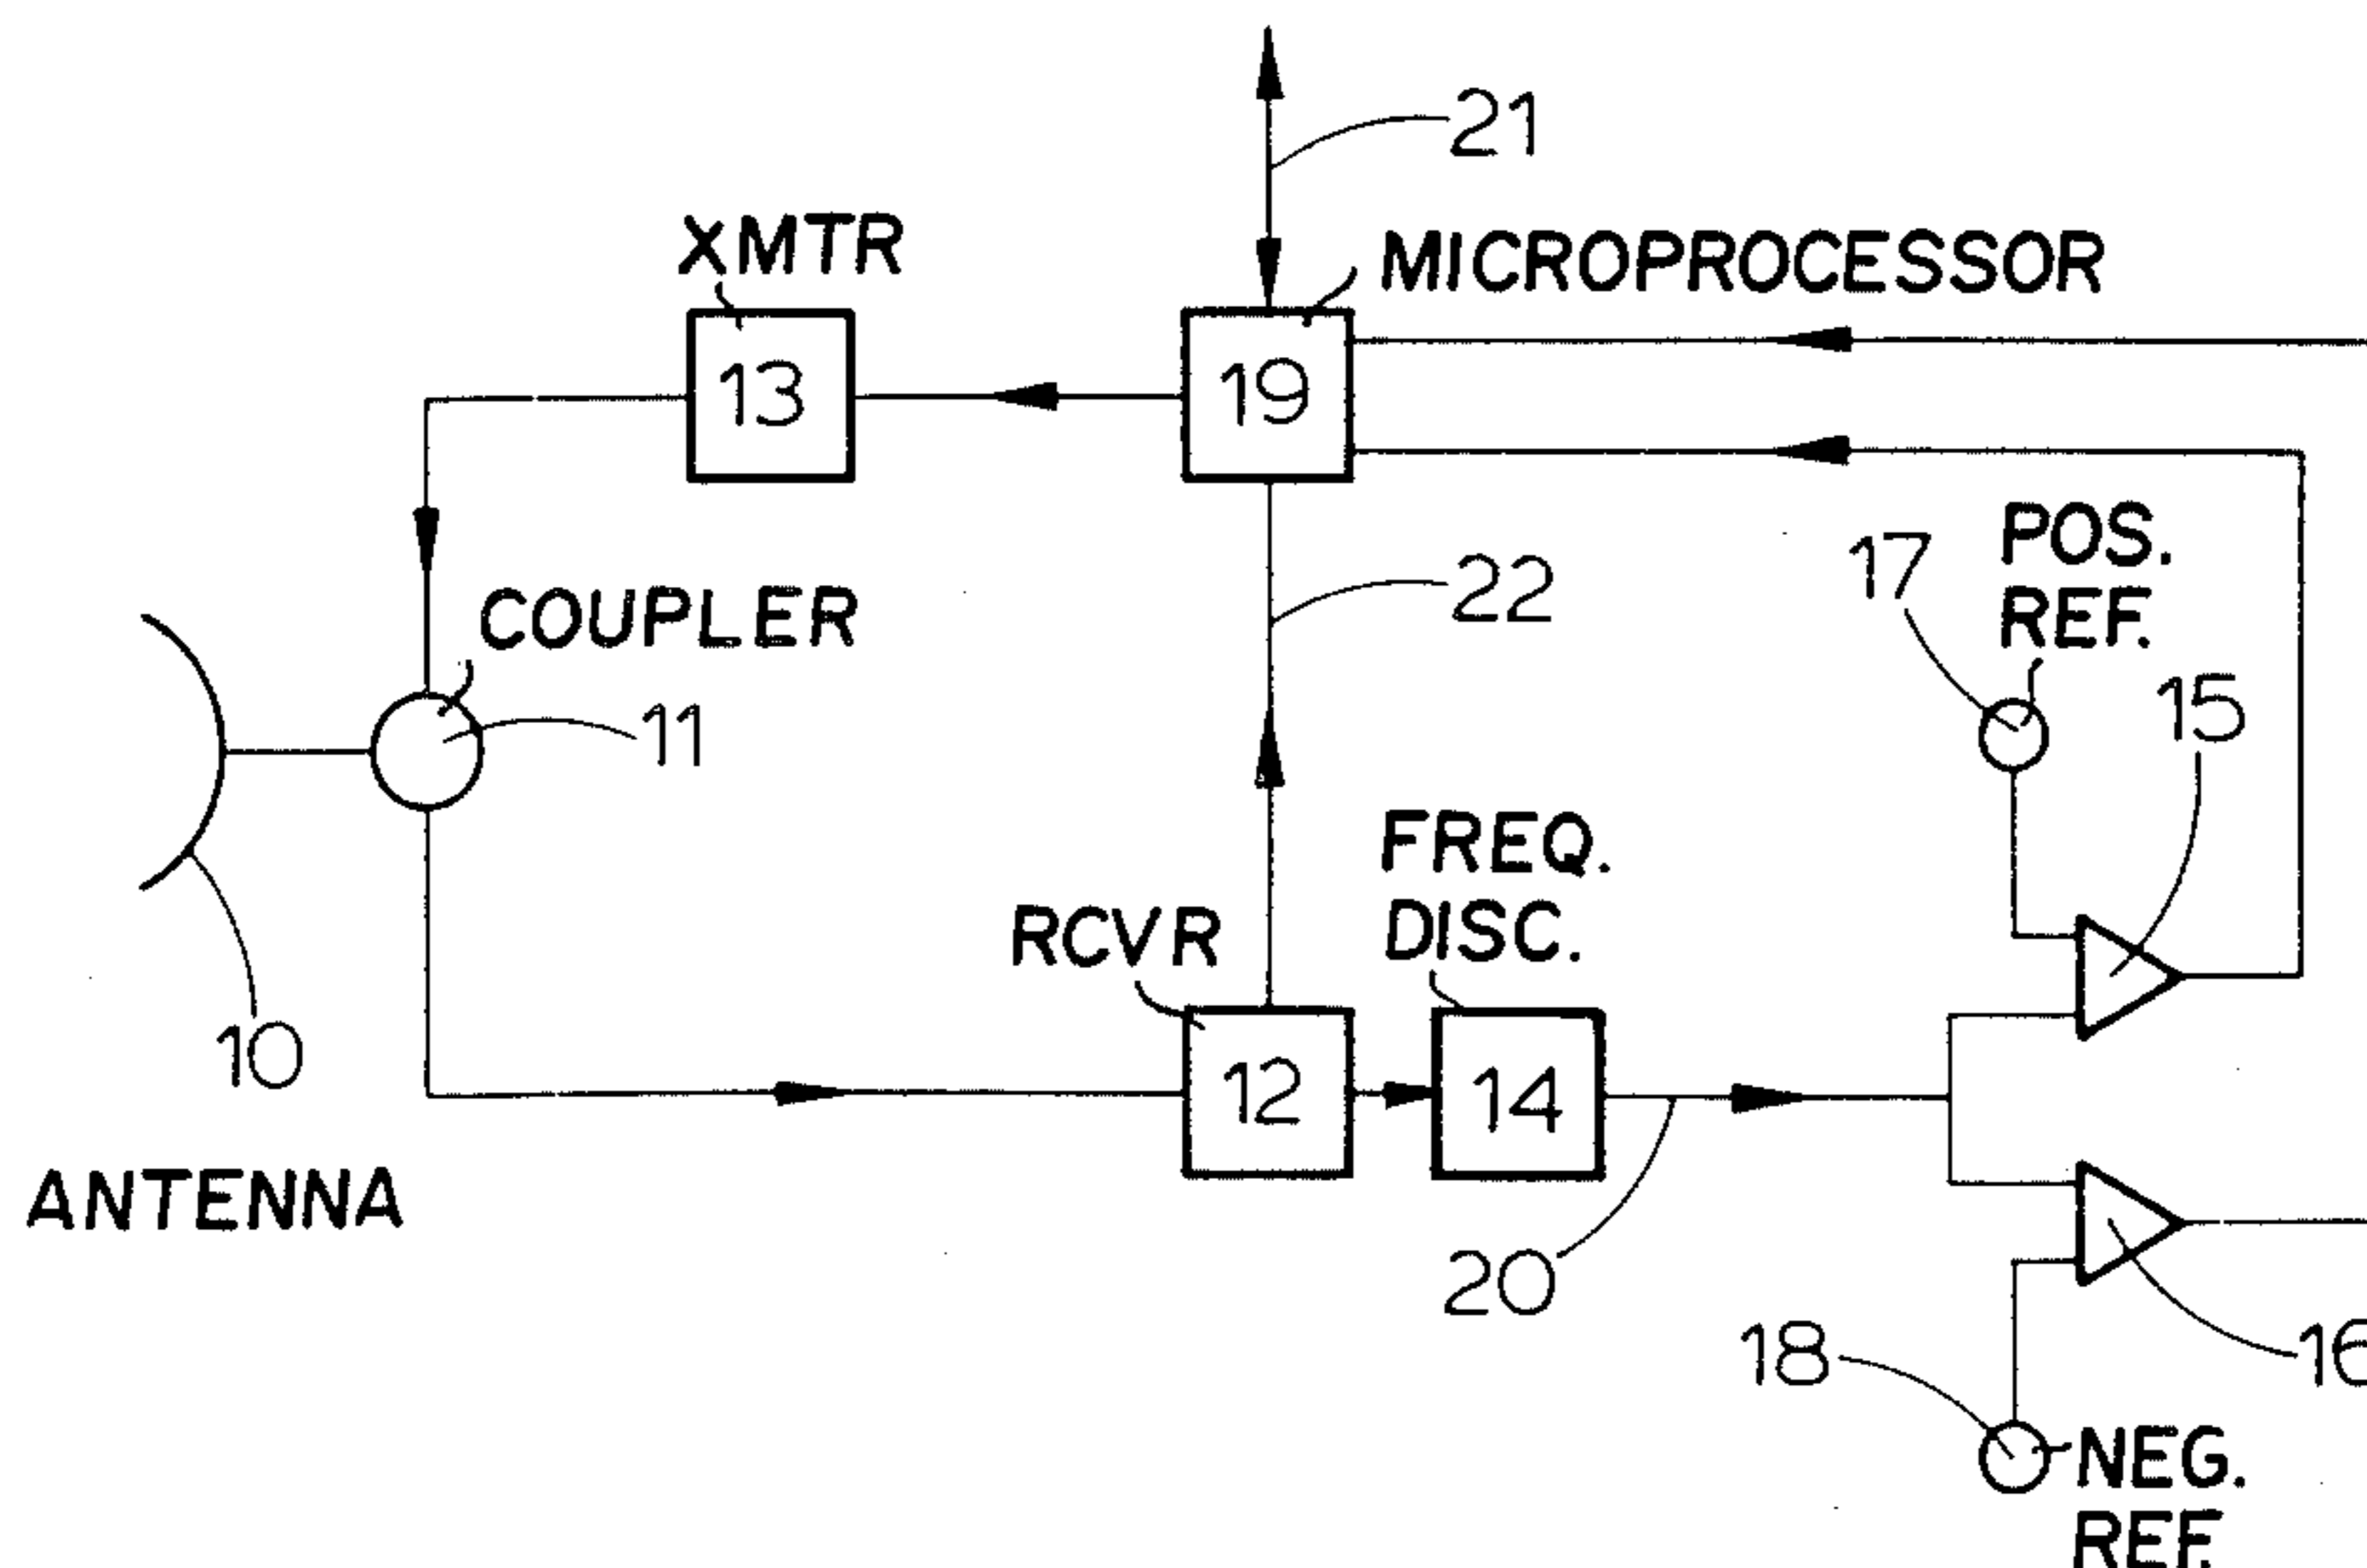 21
XMTR
MICROPROCESSOR
13
19
17
POS.
REF.
COUPLER
22
15
11
FREQ.
DISC.
RCVR
10
12
14
ANTENNA
20
18
16
NEG.
REF.